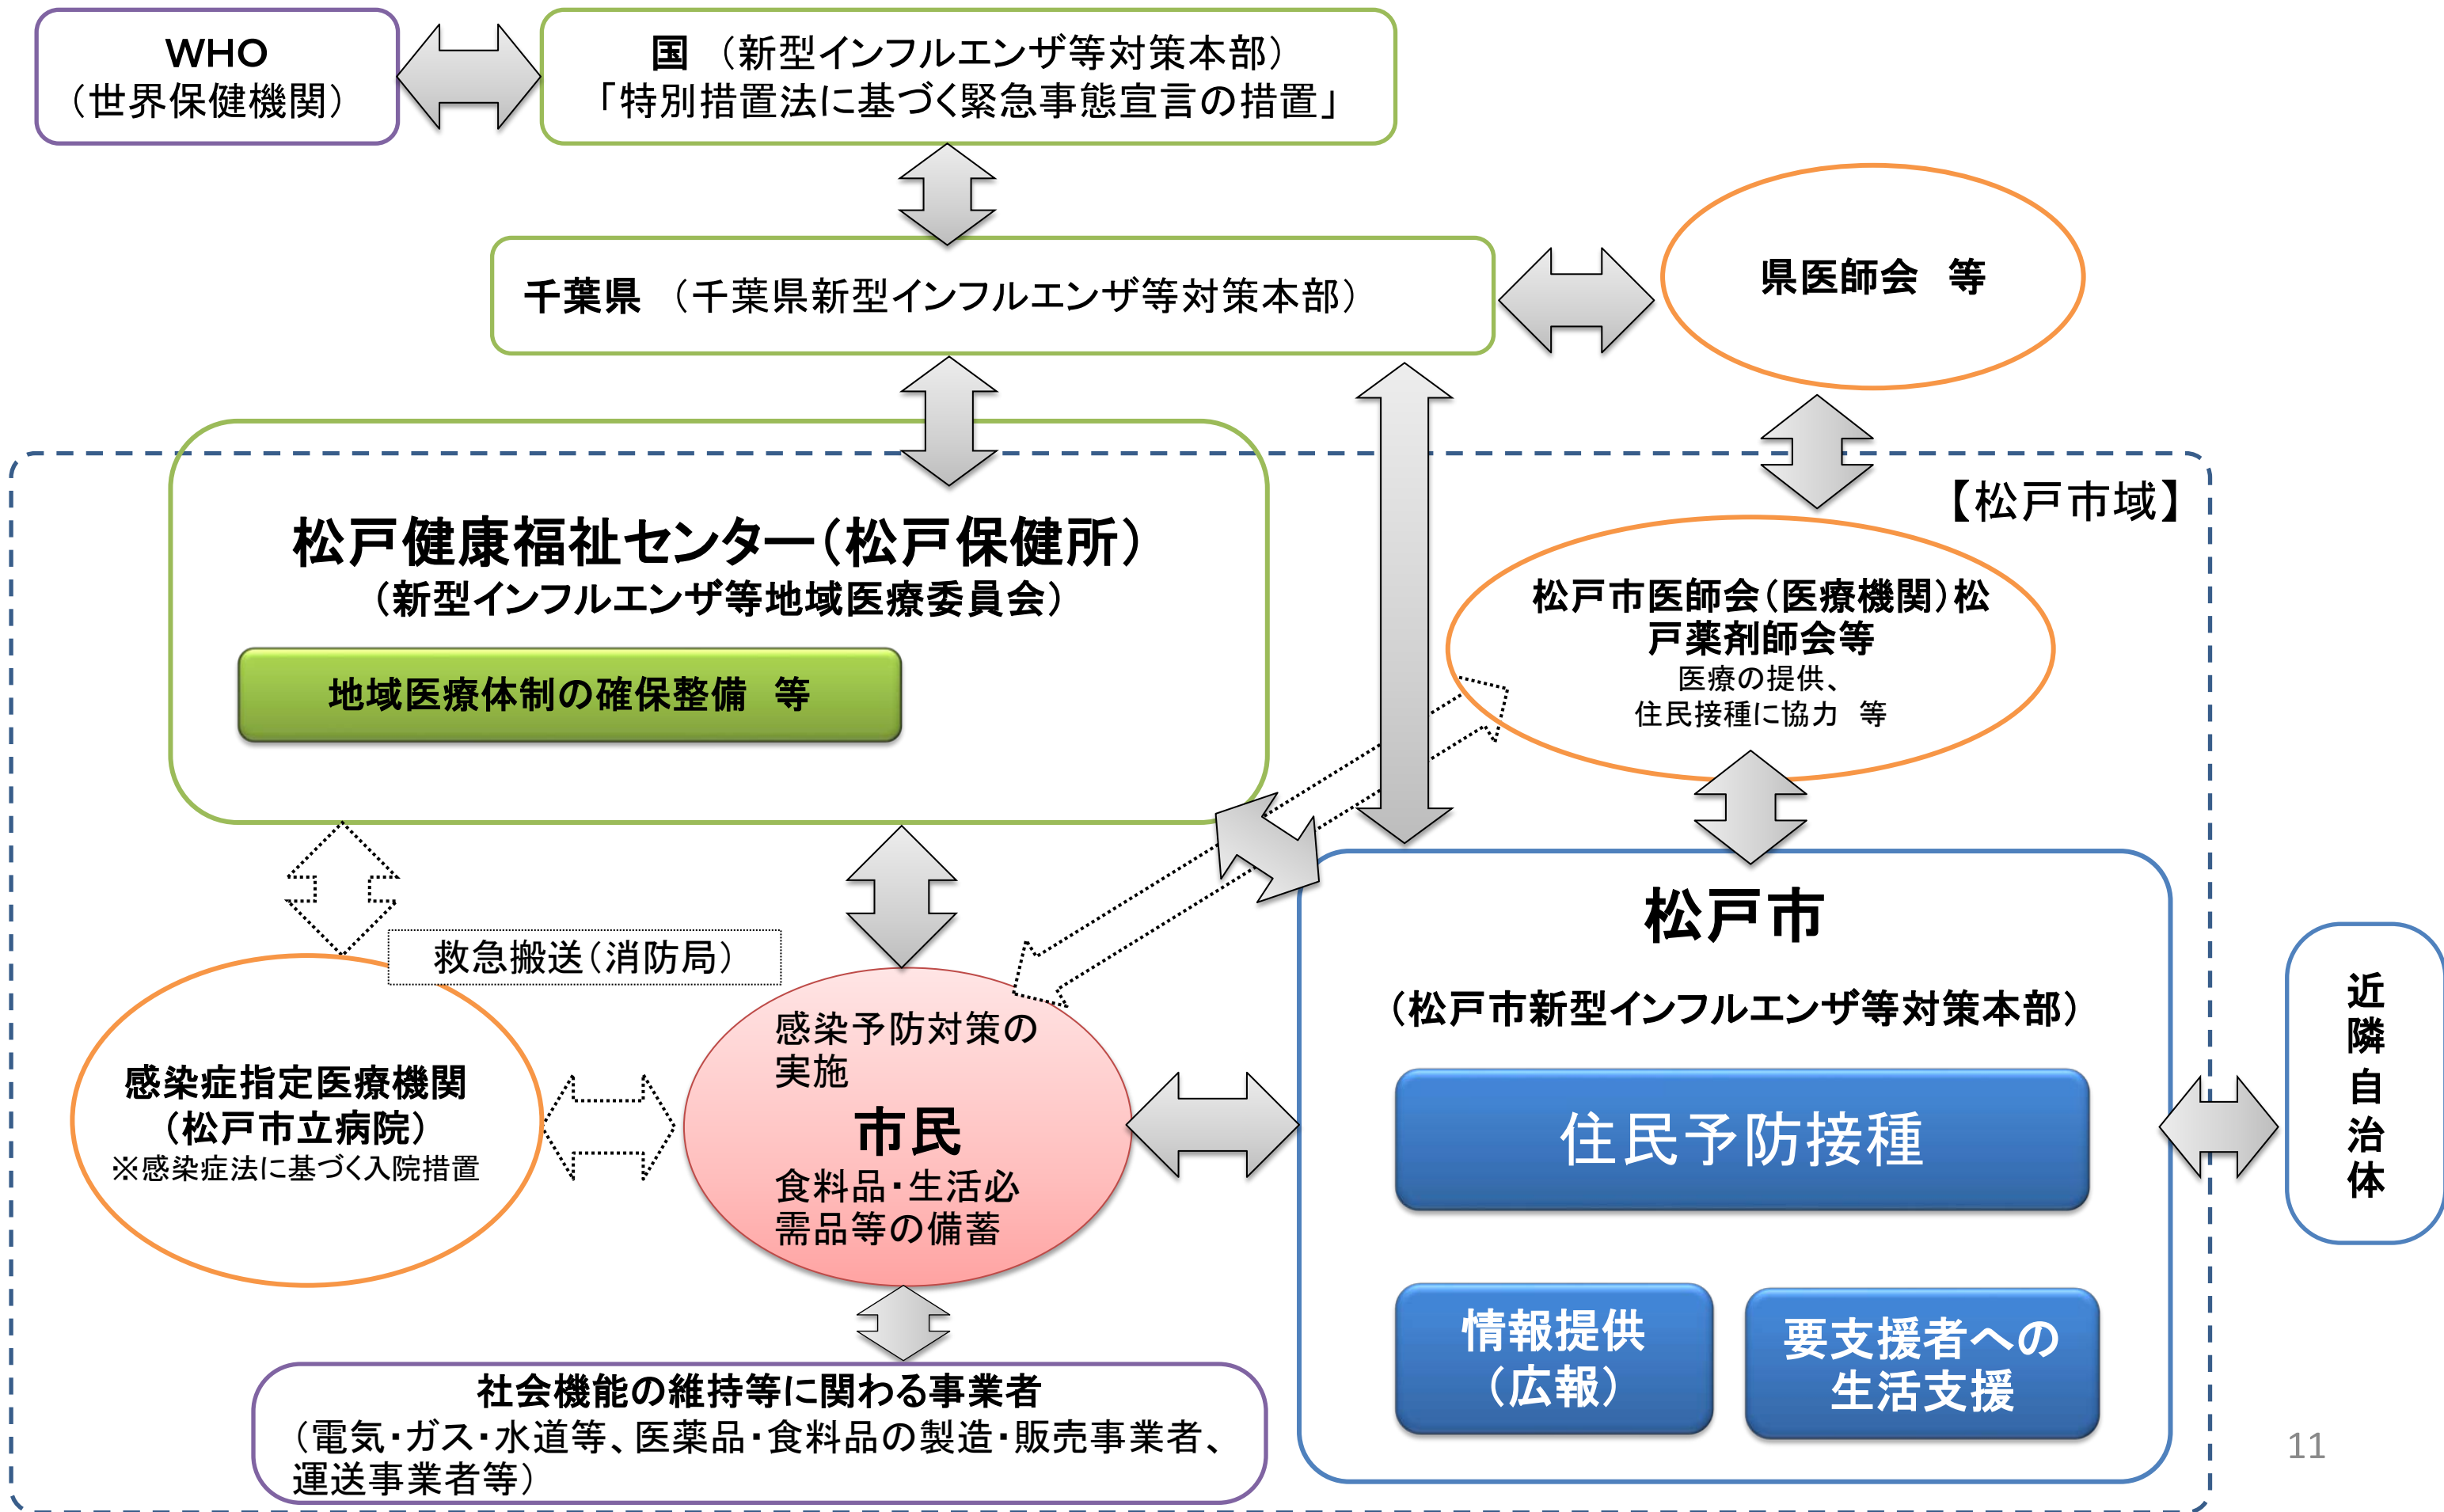 WHO
（世界保健機関）
国　（新型インフルエンザ等対策本部）
「特別措置法に基づく緊急事態宣言の措置」
千葉県　（千葉県新型インフルエンザ等対策本部）
県医師会　等
【松戸市域】
松戸健康福祉センター（松戸保健所）
（新型インフルエンザ等地域医療委員会）
地域医療体制の確保整備　等
松戸市医師会（医療機関）松
戸薬剤師会等
医療の提供、
住民接種に協力　等
救急搬送（消防局）
感染症指定医療機関
（松戸市立病院）
※感染症法に基づく入院措置
感染予防対策の
実施
市民
食料品・生活必
需品等の備蓄
松戸市
（松戸市新型インフルエンザ等対策本部）
住民予防接種
情報提供
（広報）
要支援者への
生活支援
近隣自治体
社会機能の維持等に関わる事業者
（電気・ガス・水道等、医薬品・食料品の製造・販売事業者、
運送事業者等）
11